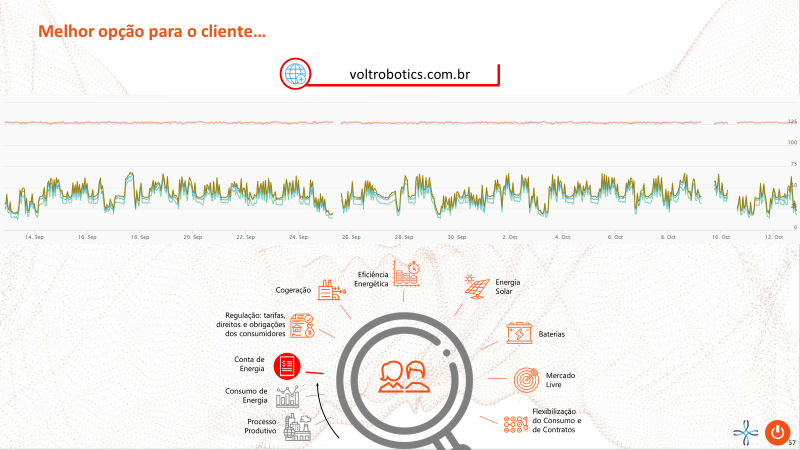 Melhor opção para o cliente...
voltrobotics.com.br
125
100
75
50
25
0
14. Sep
16. Sep
18. Sep
20. Sep
22. Sep
24. Sep
26. Sep
28. Sep
30. Sep
2. Oct
4. Oct
6. Oct
8. Oct
10. Oct
12. Oct
Eficiência
Energética
Cogeração
Energia
Solar
Regulação: tarifas,
direitos e obrigações
dos consumidores
Baterias
Conta de
Energia
Mercado
Livre
Consumo de
Energia
Processo
Produtivo
Flexibilização
do Consumo e
de Contratos
57